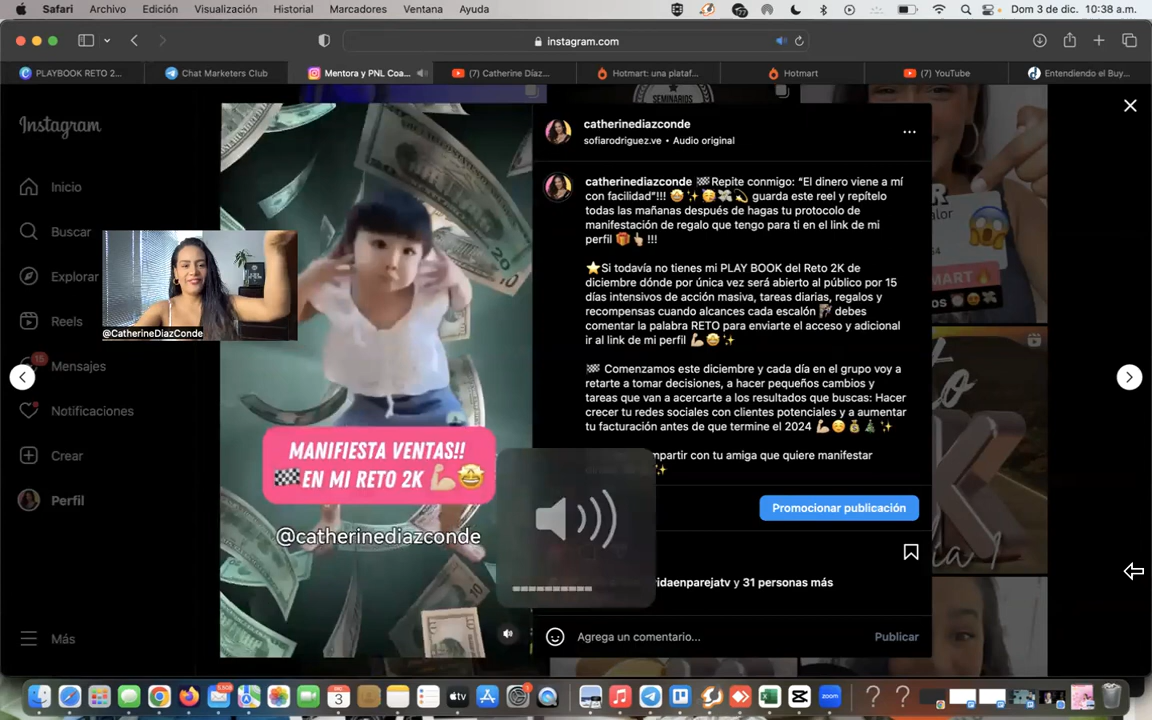 Safari Archivo Edición Visualización Historial Marcadores Ventana Ayuda
Dom 3 de dic. 10:38 a.m.
instagram.com
PLAYBOOK RETO 2...
Chat Marketers Club
Mentora y PNL Coa...
(7) Catherine Díaz...
Hotmart: una plataf...
Hotmart
(7) YouTube
Entendiendo el Buy...
Instagram
Inicio
Buscar
Explorar
Reels
15
Mensajes
Notificaciones
Crear
Perfil
Más
@CatherineDiazConde
MANIFIESTA VENTAS!!
EN MI RETO 2K
@catherinediazconde
catherinediazconde
sofiarodriguez.ve • Audio original
catherinediazconde Repite conmigo: “El dinero viene a mí
con facilidad”!!! guarda este reel y repítelo
todas las mañanas después de hagas tu protocolo de
manifestación de regalo que tengo para ti en el link de mi
perfil !!!
Si todavía no tienes mi PLAY BOOK del Reto 2K de
diciembre dónde por única vez será abierto al público por 15
días intensivos de acción masiva, tareas diarias, regalos y
recompensas cuando alcances cada escalón debes
comentar la palabra RETO para enviarte el acceso y adicional
ir al link de mi perfil
Comenzamos este diciembre y cada día en el grupo voy a
retarte a tomar decisiones, a hacer pequeños cambios y
tareas que van a acercarte a los resultados que buscas: Hacer
crecer tu redes sociales con clientes potenciales y a aumentar
tu facturación antes de que termine el 2024
mpartir con tu amiga que quiere manifestar
Promocionar publicación
ridaenparejatv y 31 personas más
Agrega un comentario...
Publicar
SEMINARIOS